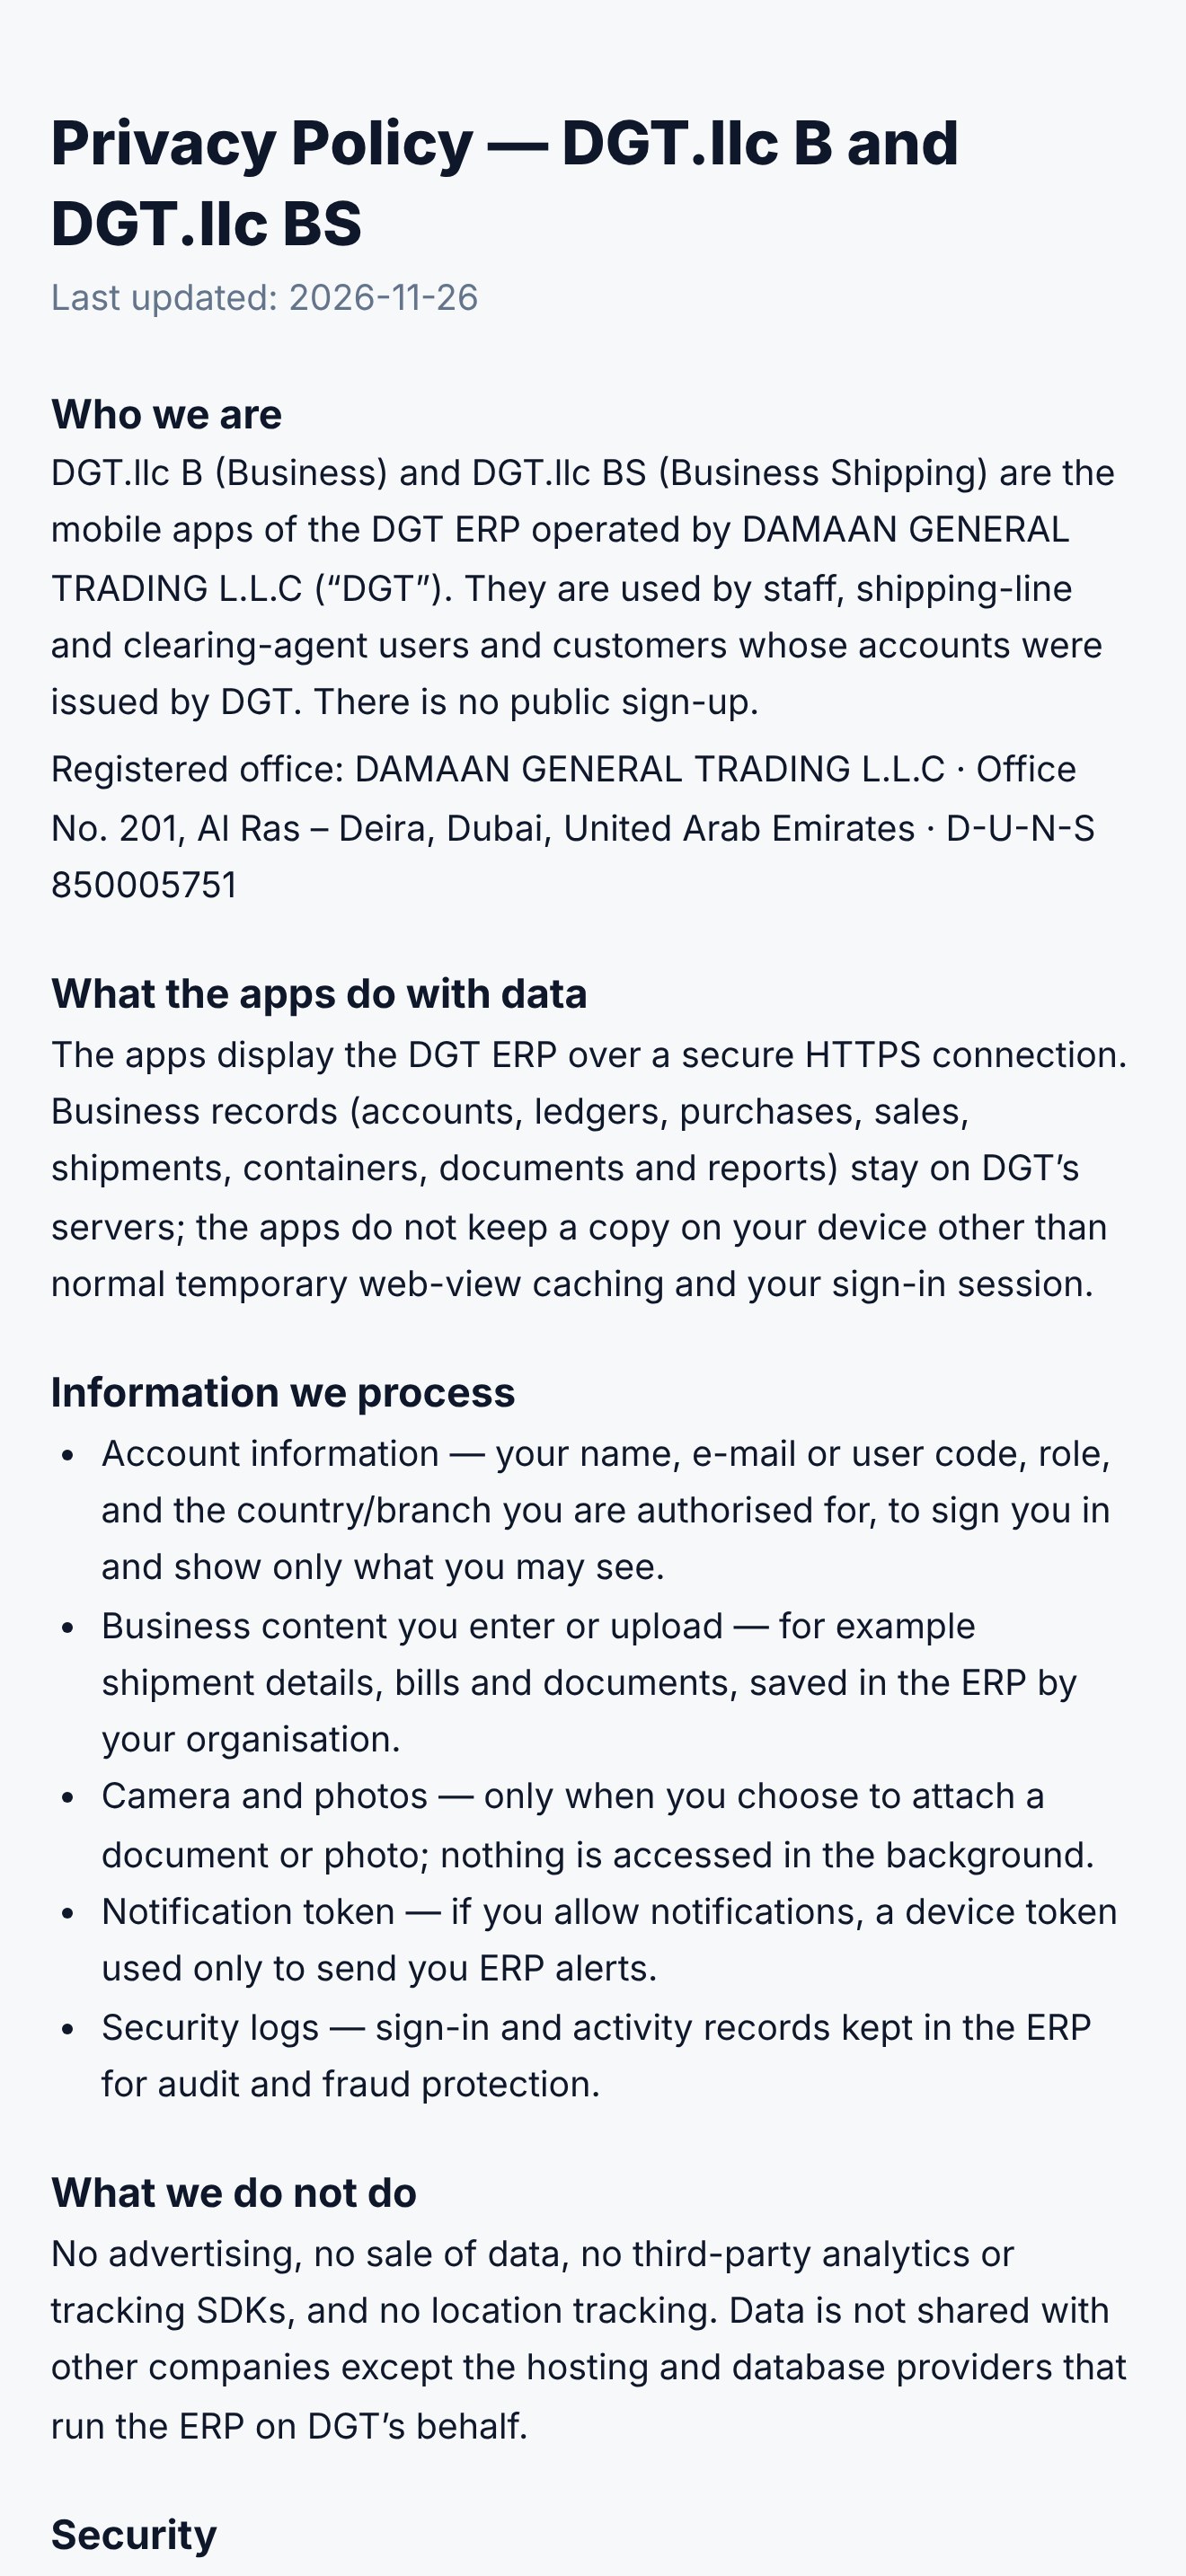 Privacy Policy — DGT.llc B and
DGT.llc BS
Last updated: 2026-11-26
Who we are
DGT.llc B (Business) and DGT.llc BS (Business Shipping) are the
mobile apps of the DGT ERP operated by DAMAAN GENERAL
TRADING L.L.C (“DGT”). They are used by staff, shipping-line
and clearing-agent users and customers whose accounts were
issued by DGT. There is no public sign-up.
Registered office: DAMAAN GENERAL TRADING L.L.C · Office
No. 201, Al Ras – Deira, Dubai, United Arab Emirates · D-U-N-S
850005751
What the apps do with data
The apps display the DGT ERP over a secure HTTPS connection.
Business records (accounts, ledgers, purchases, sales,
shipments, containers, documents and reports) stay on DGT’s
servers; the apps do not keep a copy on your device other than
normal temporary web-view caching and your sign-in session.
Information we process
• Account information — your name, e-mail or user code, role,
and the country/branch you are authorised for, to sign you in
and show only what you may see.
• Business content you enter or upload — for example
shipment details, bills and documents, saved in the ERP by
your organisation.
• Camera and photos — only when you choose to attach a
document or photo; nothing is accessed in the background.
• Notification token — if you allow notifications, a device token
used only to send you ERP alerts.
• Security logs — sign-in and activity records kept in the ERP
for audit and fraud protection.
What we do not do
No advertising, no sale of data, no third-party analytics or
tracking SDKs, and no location tracking. Data is not shared with
other companies except the hosting and database providers that
run the ERP on DGT’s behalf.
Security